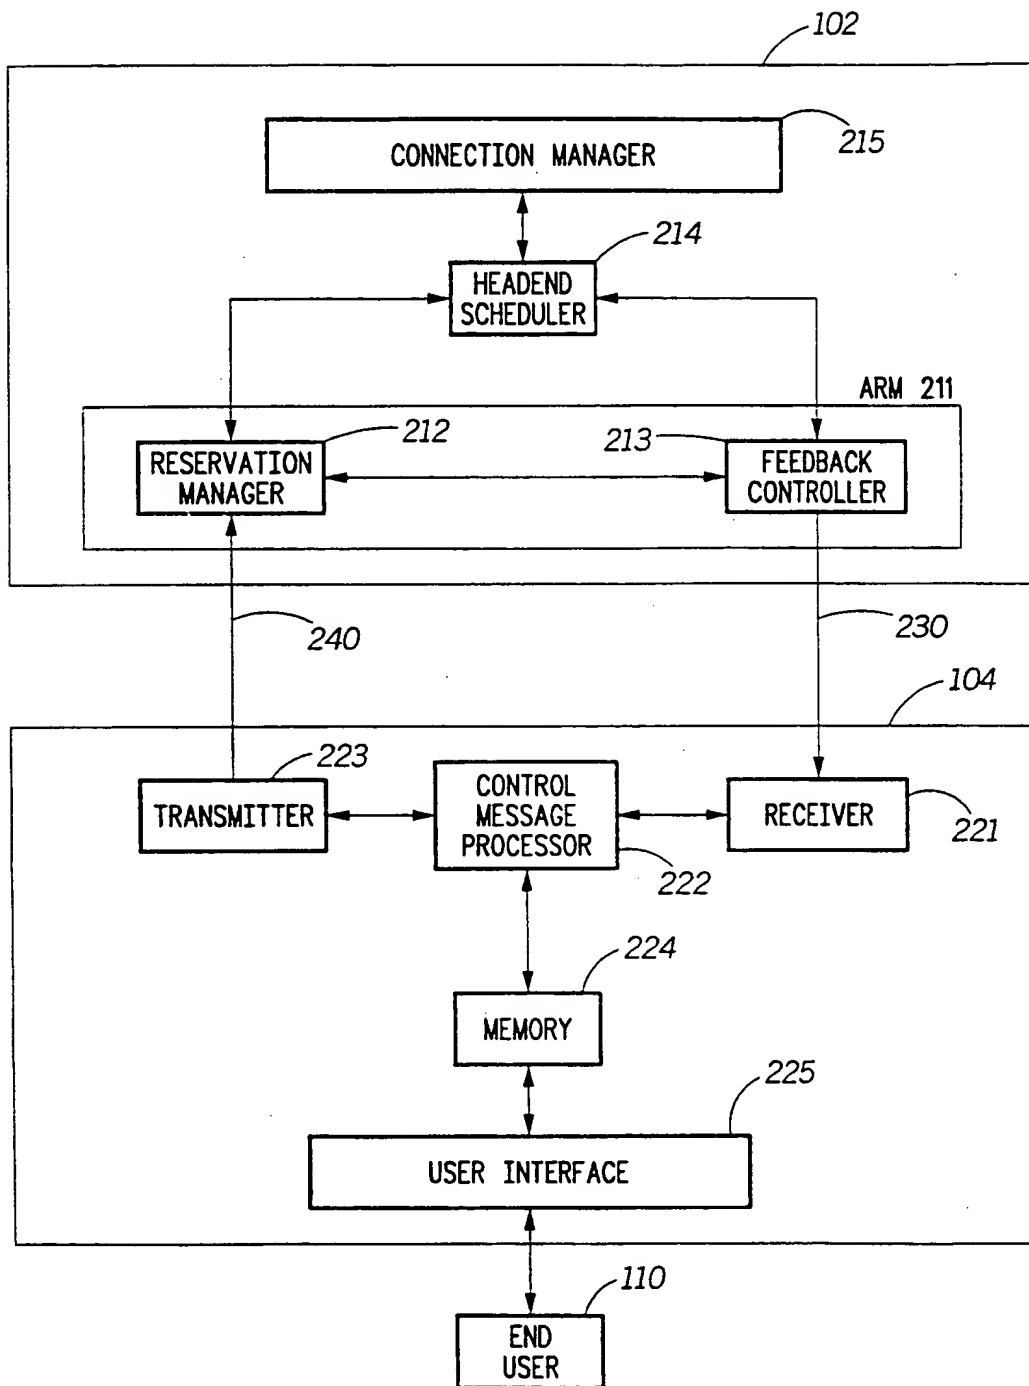 102
CONNECTION MANAGER
215
214
HEADEND
SCHEDULER
ARM 211
212
213
RESERVATION
MANAGER
FEEDBACK
CONTROLLER
240
230
104
223
TRANSMITTER
CONTROL
MESSAGE
PROCESSOR
RECEIVER
221
222
224
MEMORY
225
USER INTERFACE
110
END
USER